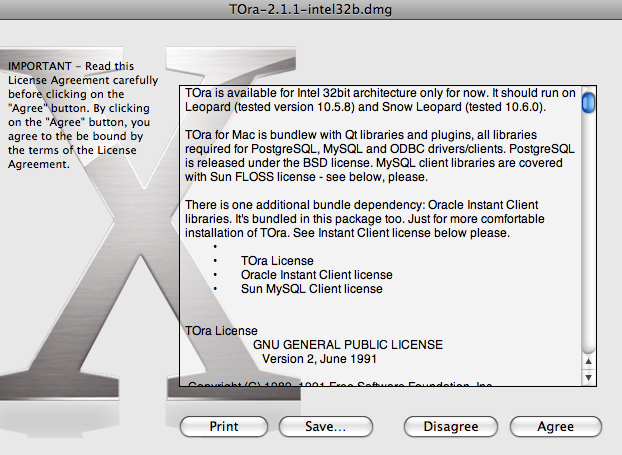 TOra-2.1.1-intel32b.dmg
IMPORTANT - Read this
License Agreement carefully
before clicking on the
"Agree" button. By clicking
on the "Agree" button, you
agree to the be bound by
the terms of the License
Agreement.
TOra is available for Intel 32bit architecture only for now. It should run on
Leopard (tested version 10.5.8) and Snow Leopard (tested 10.6.0).
TOra for Mac is bundlew with Qt libraries and plugins, all libraries
required for PostgreSQL, MySQL and ODBC drivers/clients. PostgreSQL
is released under the BSD license. MySQL client libraries are covered
with Sun FLOSS license - see below, please.
There is one additional bundle dependency: Oracle Instant Client
libraries. It's bundled in this package too. Just for more comfortable
installation of TOra. See Instant Client license below please.
•
• TOra License
• Oracle Instant Client license
• Sun MySQL Client license
TOra License
GNU GENERAL PUBLIC LICENSE
Version 2, June 1991
Copyright (C) 1989, 1991 Free Software Foundation, Inc.
Print
Save...
Disagree
Agree